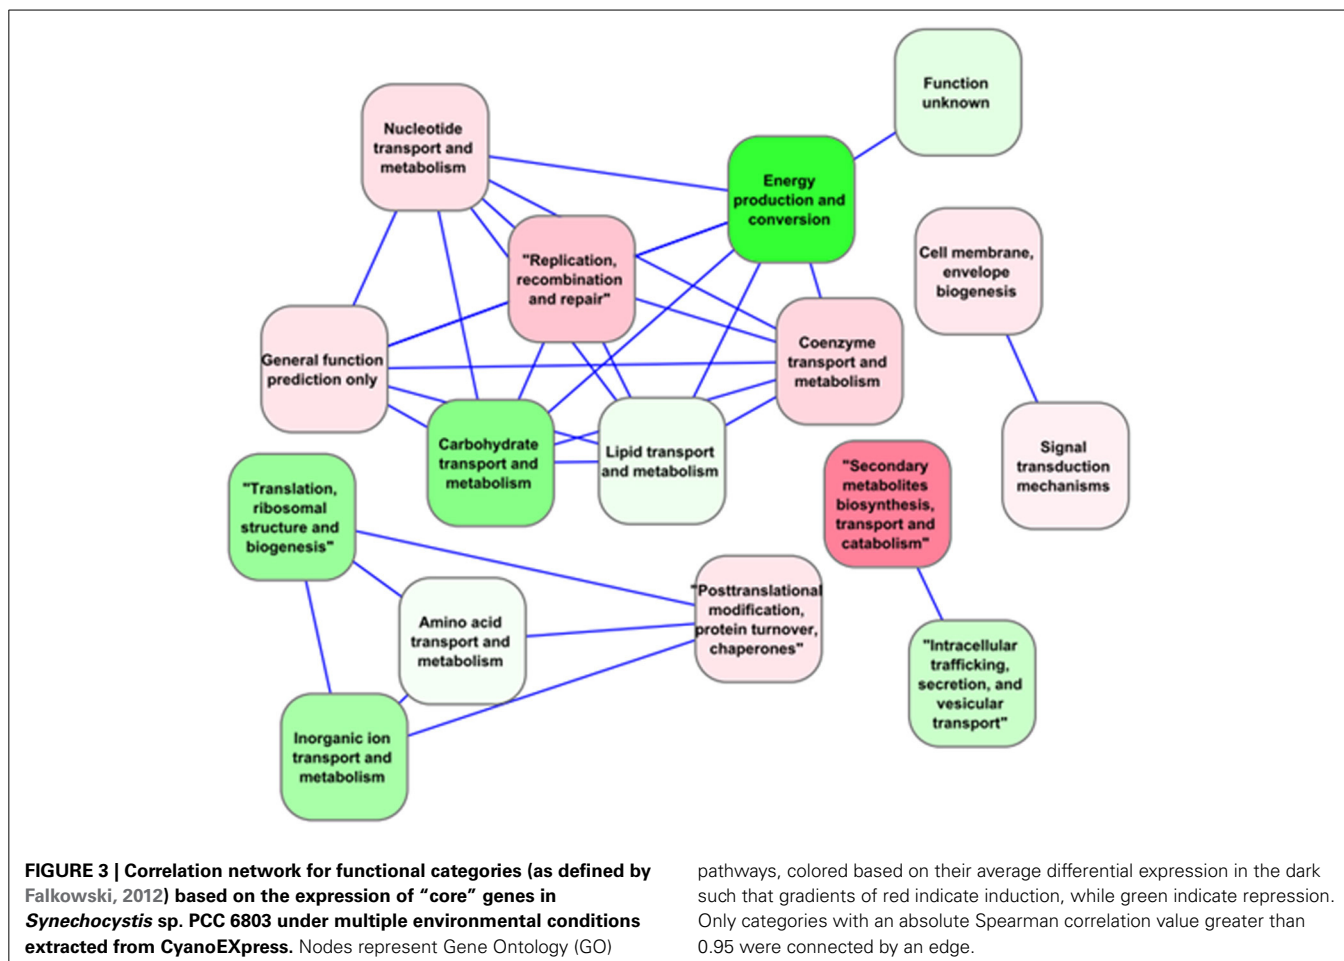 Function
unknown
Nucleotide
transport and
metabolism
Energy
production and
conversion
"Replication,
recombination
and repair"
Cell membrane,
envelope
biogenesis
General function
prediction only
Coenzyme
transport and
metabolism
Carbohydrate
transport and
metabolism
Lipid transport
and metabolism
Signal
transduction
mechanisms
"Secondary
metabolites
biosynthesis,
transport and
catabolism"
"Translation,
ribosomal
structure and
biogenesis"
Amino acid
transport and
metabolism
"Posttranslational
modification,
protein turnover,
chaperones"
"Intracellular
trafficking,
secretion, and
vesicular
transport"
Inorganic ion
transport and
metabolism
FIGURE 3 | Correlation network for functional categories (as defined by
Falkowski, 2012) based on the expression of “core” genes in
Synechocystis sp. PCC 6803 under multiple environmental conditions
extracted from CyanoEXpress. Nodes represent Gene Ontology (GO)
pathways, colored based on their average differential expression in the dark
such that gradients of red indicate induction, while green indicate repression.
Only categories with an absolute Spearman correlation value greater than
0.95 were connected by an edge.